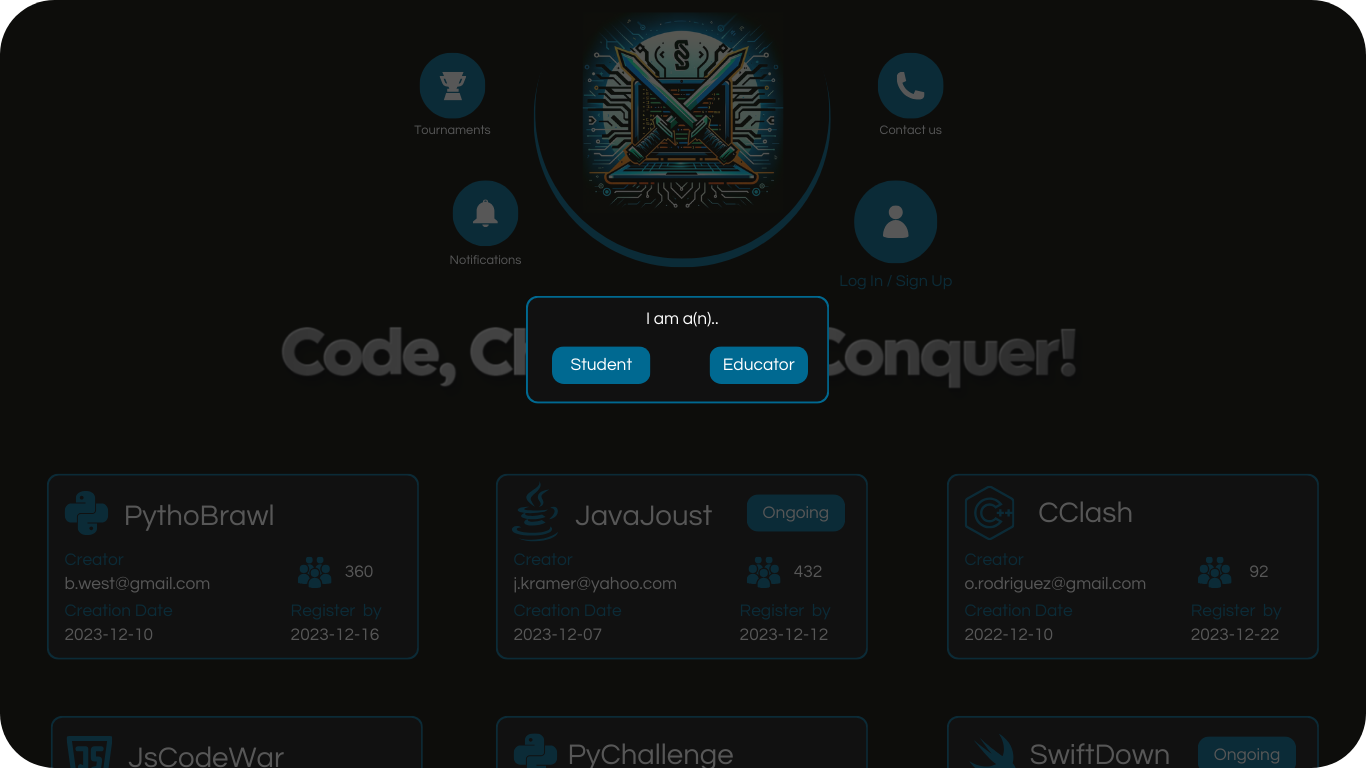 Tournaments
Contact us
Notifications
Log In / Sign Up
I am a(n)..
Student
Educator
Code,
Conquer!
PythoBrawl
Creator
b.west@gmail.com
360
Creation Date
Register by
2023-12-10
2023-12-16
JavaJoust
Ongoing
Creator
j.kramer@yahoo.com
432
Creation Date
Register by
2023-12-07
2023-12-12
C++
CClash
Creator
o.rodriguez@gmail.com
92
Creation Date
Register by
2022-12-10
2023-12-22
JS
JsCodeWar
PyChallenge
SwiftDown
Ongoing